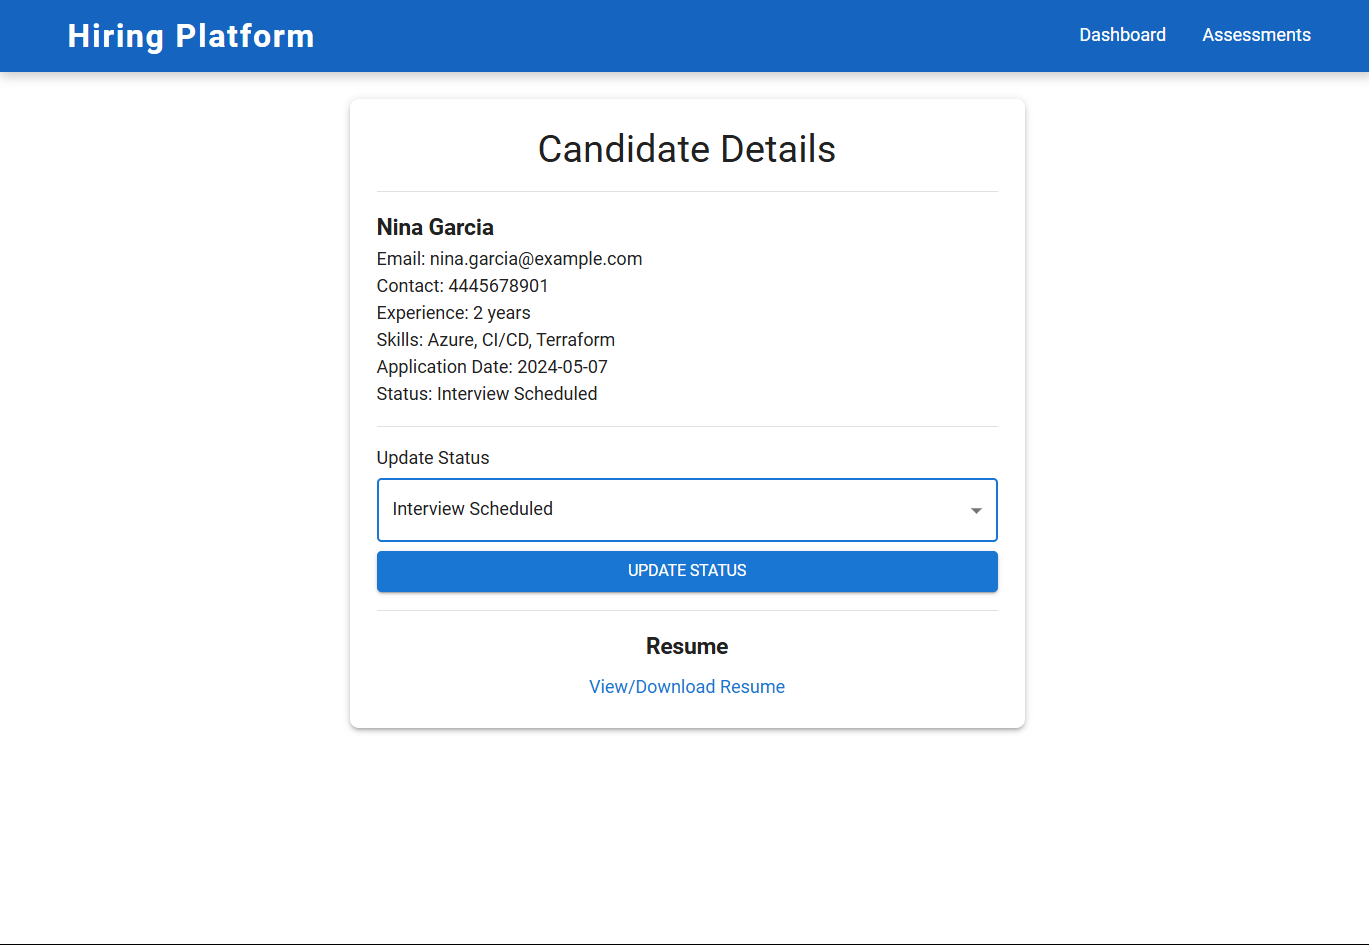 Hiring Platform
Dashboard
Assessments
Candidate Details
Nina Garcia
Email: nina.garcia@example.com
Contact: 4445678901
Experience: 2 years
Skills: Azure, CI/CD, Terraform
Application Date: 2024-05-07
Status: Interview Scheduled
Update Status
Interview Scheduled
UPDATE STATUS
Resume
View/Download Resume